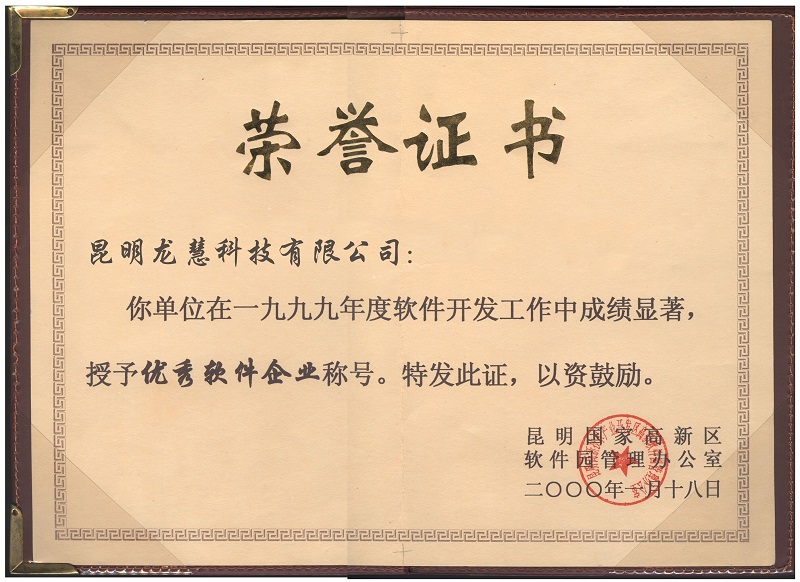 荣誉证书
昆明龙慧科技有限公司：
你单位在一九九九年度软件开发工作中成绩显著，
授予优秀软件企业称号。特发此证，以资鼓励。
昆明国家高新区
软件园管理办公室
二〇〇〇年一月十八日